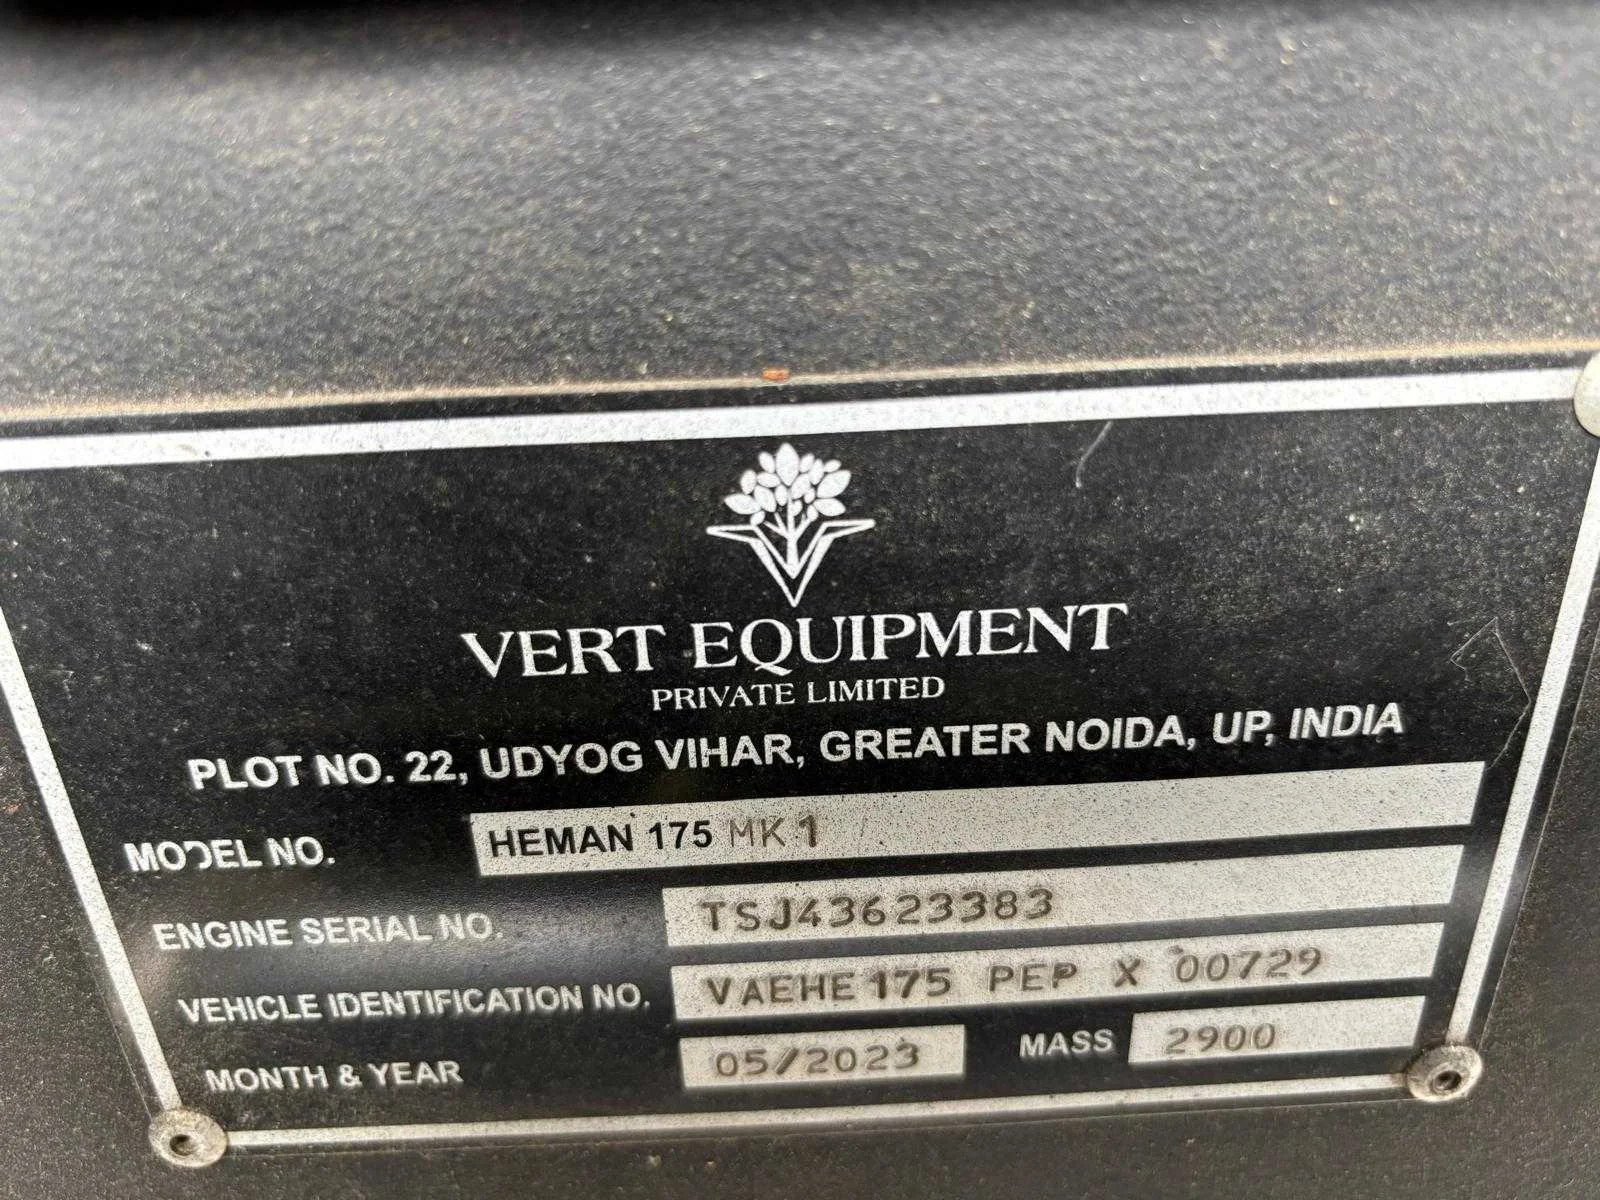 VERT EQUIPMENT
PRIVATE LIMITED
PLOT NO. 22, UDYOG VIHAR, GREATER NOIDA, UP, INDIA
MODEL NO. HEMAN 175 MK1
ENGINE SERIAL NO. TSJ43623383
VEHICLE IDENTIFICATION NO. VAEHE175 PEP X 00729
MONTH & YEAR 05/2023 MASS 2900